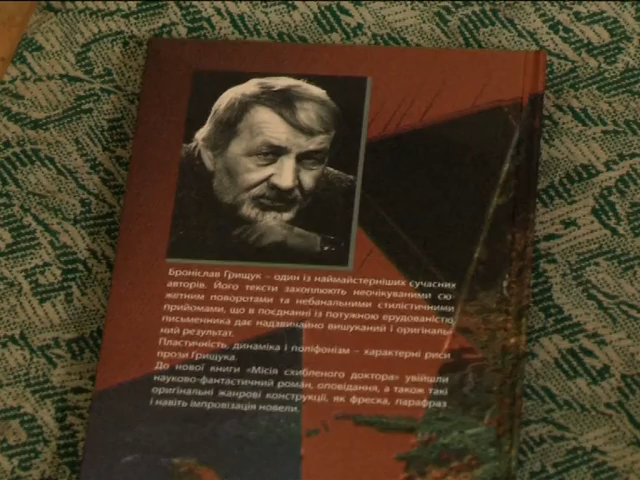 Броніслав Грищук – один із наймайстерніших сучасних
авторів. Його тексти захоплюють неочікуваними сю-
жетним поворотами та небанальними стилістичними
прийомами, що в поєднанні із потужною ерудованістю
письменника дає надзвичайно вишуканий і оригіналь-
ний результат.
Пластичність, динаміка і поліфонізм – характерні риси
прози Грищука.
До нової книги «Місія схибленого доктора» увійшли
науково-фантастичний роман, оповідання, а також такі
оригінальні жанрові конструкції, як фреска, парафраз
і навіть імпровізація новели.